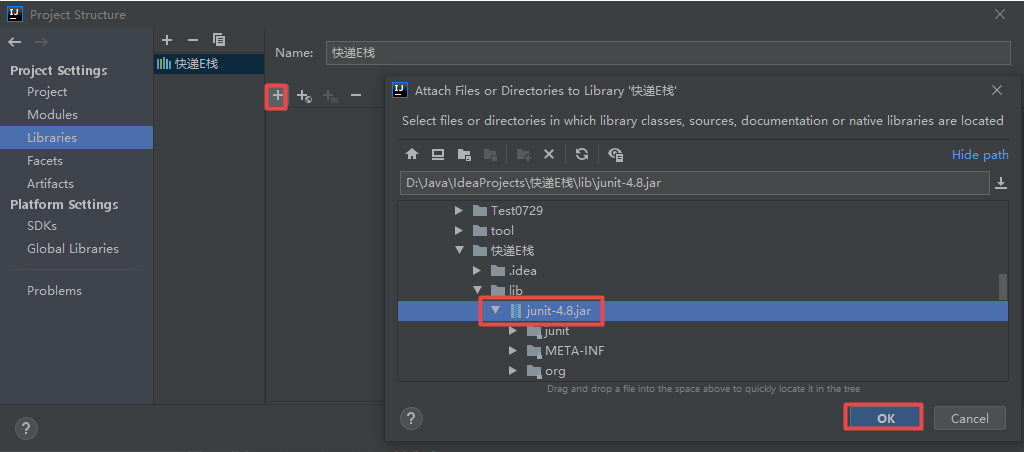 Project Structure
Project Settings
Project
Modules
Libraries
Facets
Artifacts
Platform Settings
SDKs
Global Libraries
Problems
快递E栈
Name: 快递E栈
Attach Files or Directories to Library '快递E栈'
Select files or directories in which library classes, sources, documentation or native libraries are located
Hide path
D:\Java\IdeaProjects\快递E栈\lib\junit-4.8.jar
Test0729
tool
快递E栈
.idea
lib
junit-4.8.jar
junit
META-INF
org
Drag and drop a file into the space above to quickly locate it in the tree
?
OK
Cancel
?